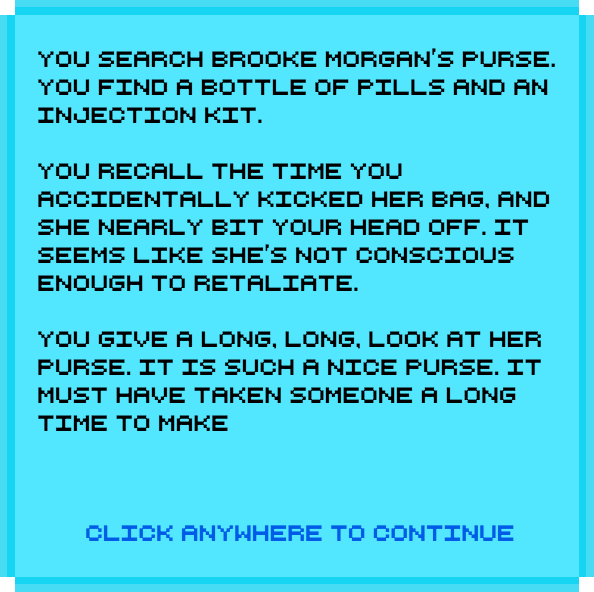 YOU SEARCH BROOKE MORGAN'S PURSE.
YOU FIND A BOTTLE OF PILLS AND AN
INJECTION KIT.
YOU RECALL THE TIME YOU
ACCIDENTALLY KICKED HER BAG, AND
SHE NEARLY BIT YOUR HEAD OFF. IT
SEEMS LIKE SHE'S NOT CONSCIOUS
ENOUGH TO RETALIATE.
YOU GIVE A LONG, LONG, LOOK AT HER
PURSE. IT IS SUCH A NICE PURSE. IT
MUST HAVE TAKEN SOMEONE A LONG
TIME TO MAKE
CLICK ANYWHERE TO CONTINUE